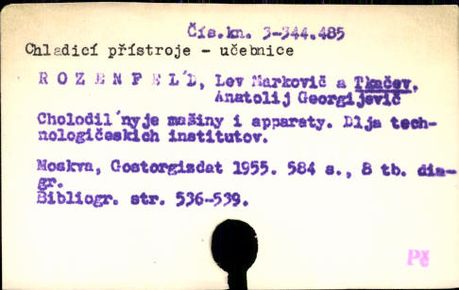 Čís.kn. 3-344.485
Chladicí přístroje - učebnice
ROZENFEL'D, Lev Markovič a Tkačev,
Anatolij Georgijevič
Cholodil'nyje mašiny i apparaty. Dlja tech-
nologičeskich institutov.
Moskva, Gostorgizdat 1955. 584 s., 8 tb. dia-
gr.
Bibliogr. str. 536-539.